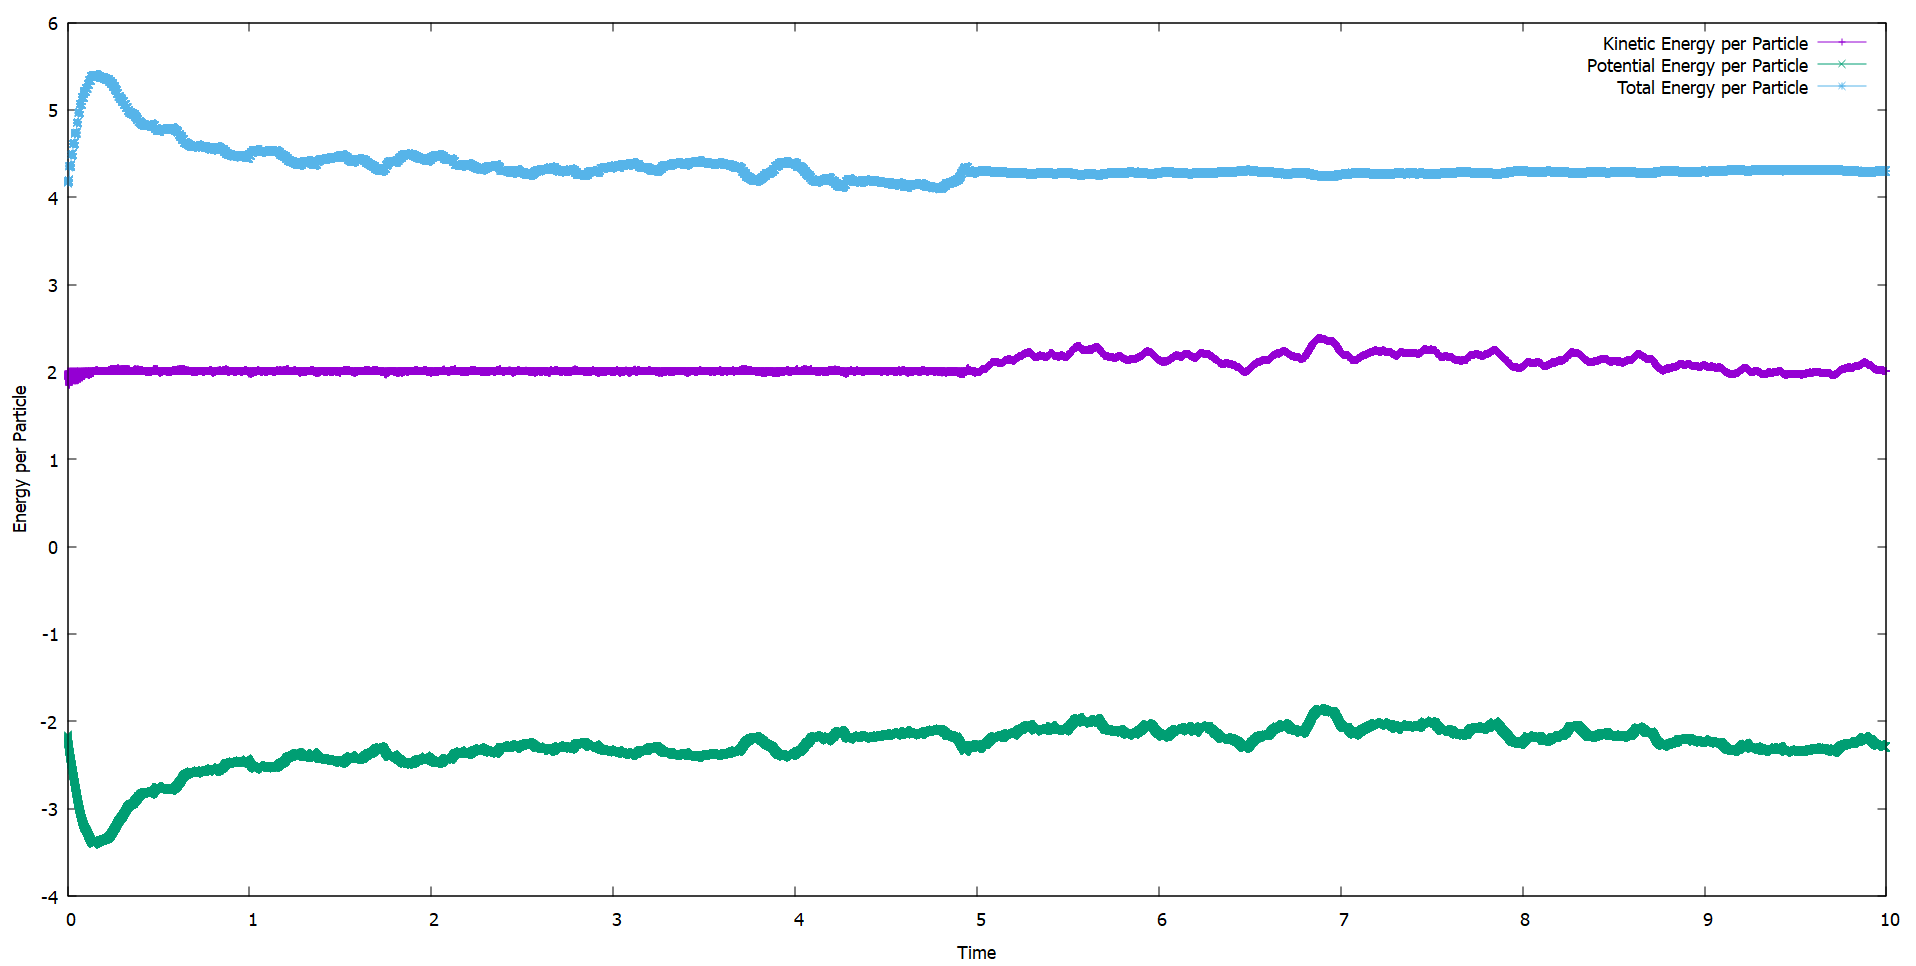 6
5
4
3
2
1
0
-1
-2
-3
-4
Energy per Particle
Kinetic Energy per Particle
Potential Energy per Particle
Total Energy per Particle
0 1 2 3 4 5 6 7 8 9 10
Time